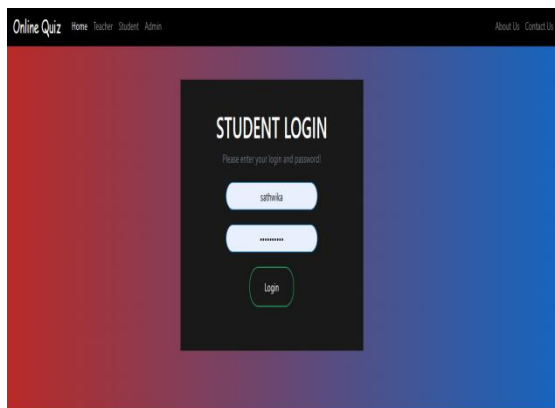 Online Quiz Home Teacher Student Admin About Us Contact Us
STUDENT LOGIN
Please enter your login and password!
sathwika
••••••••••
Login